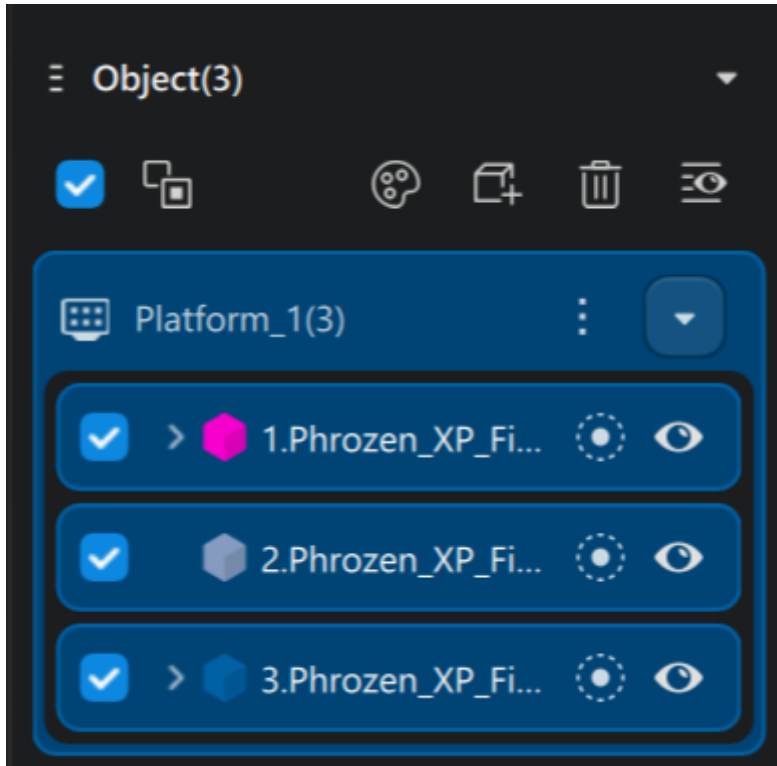 Object(3)
Platform_1(3)
1.Phrozen_XP_Fi...
2.Phrozen_XP_Fi...
3.Phrozen_XP_Fi...